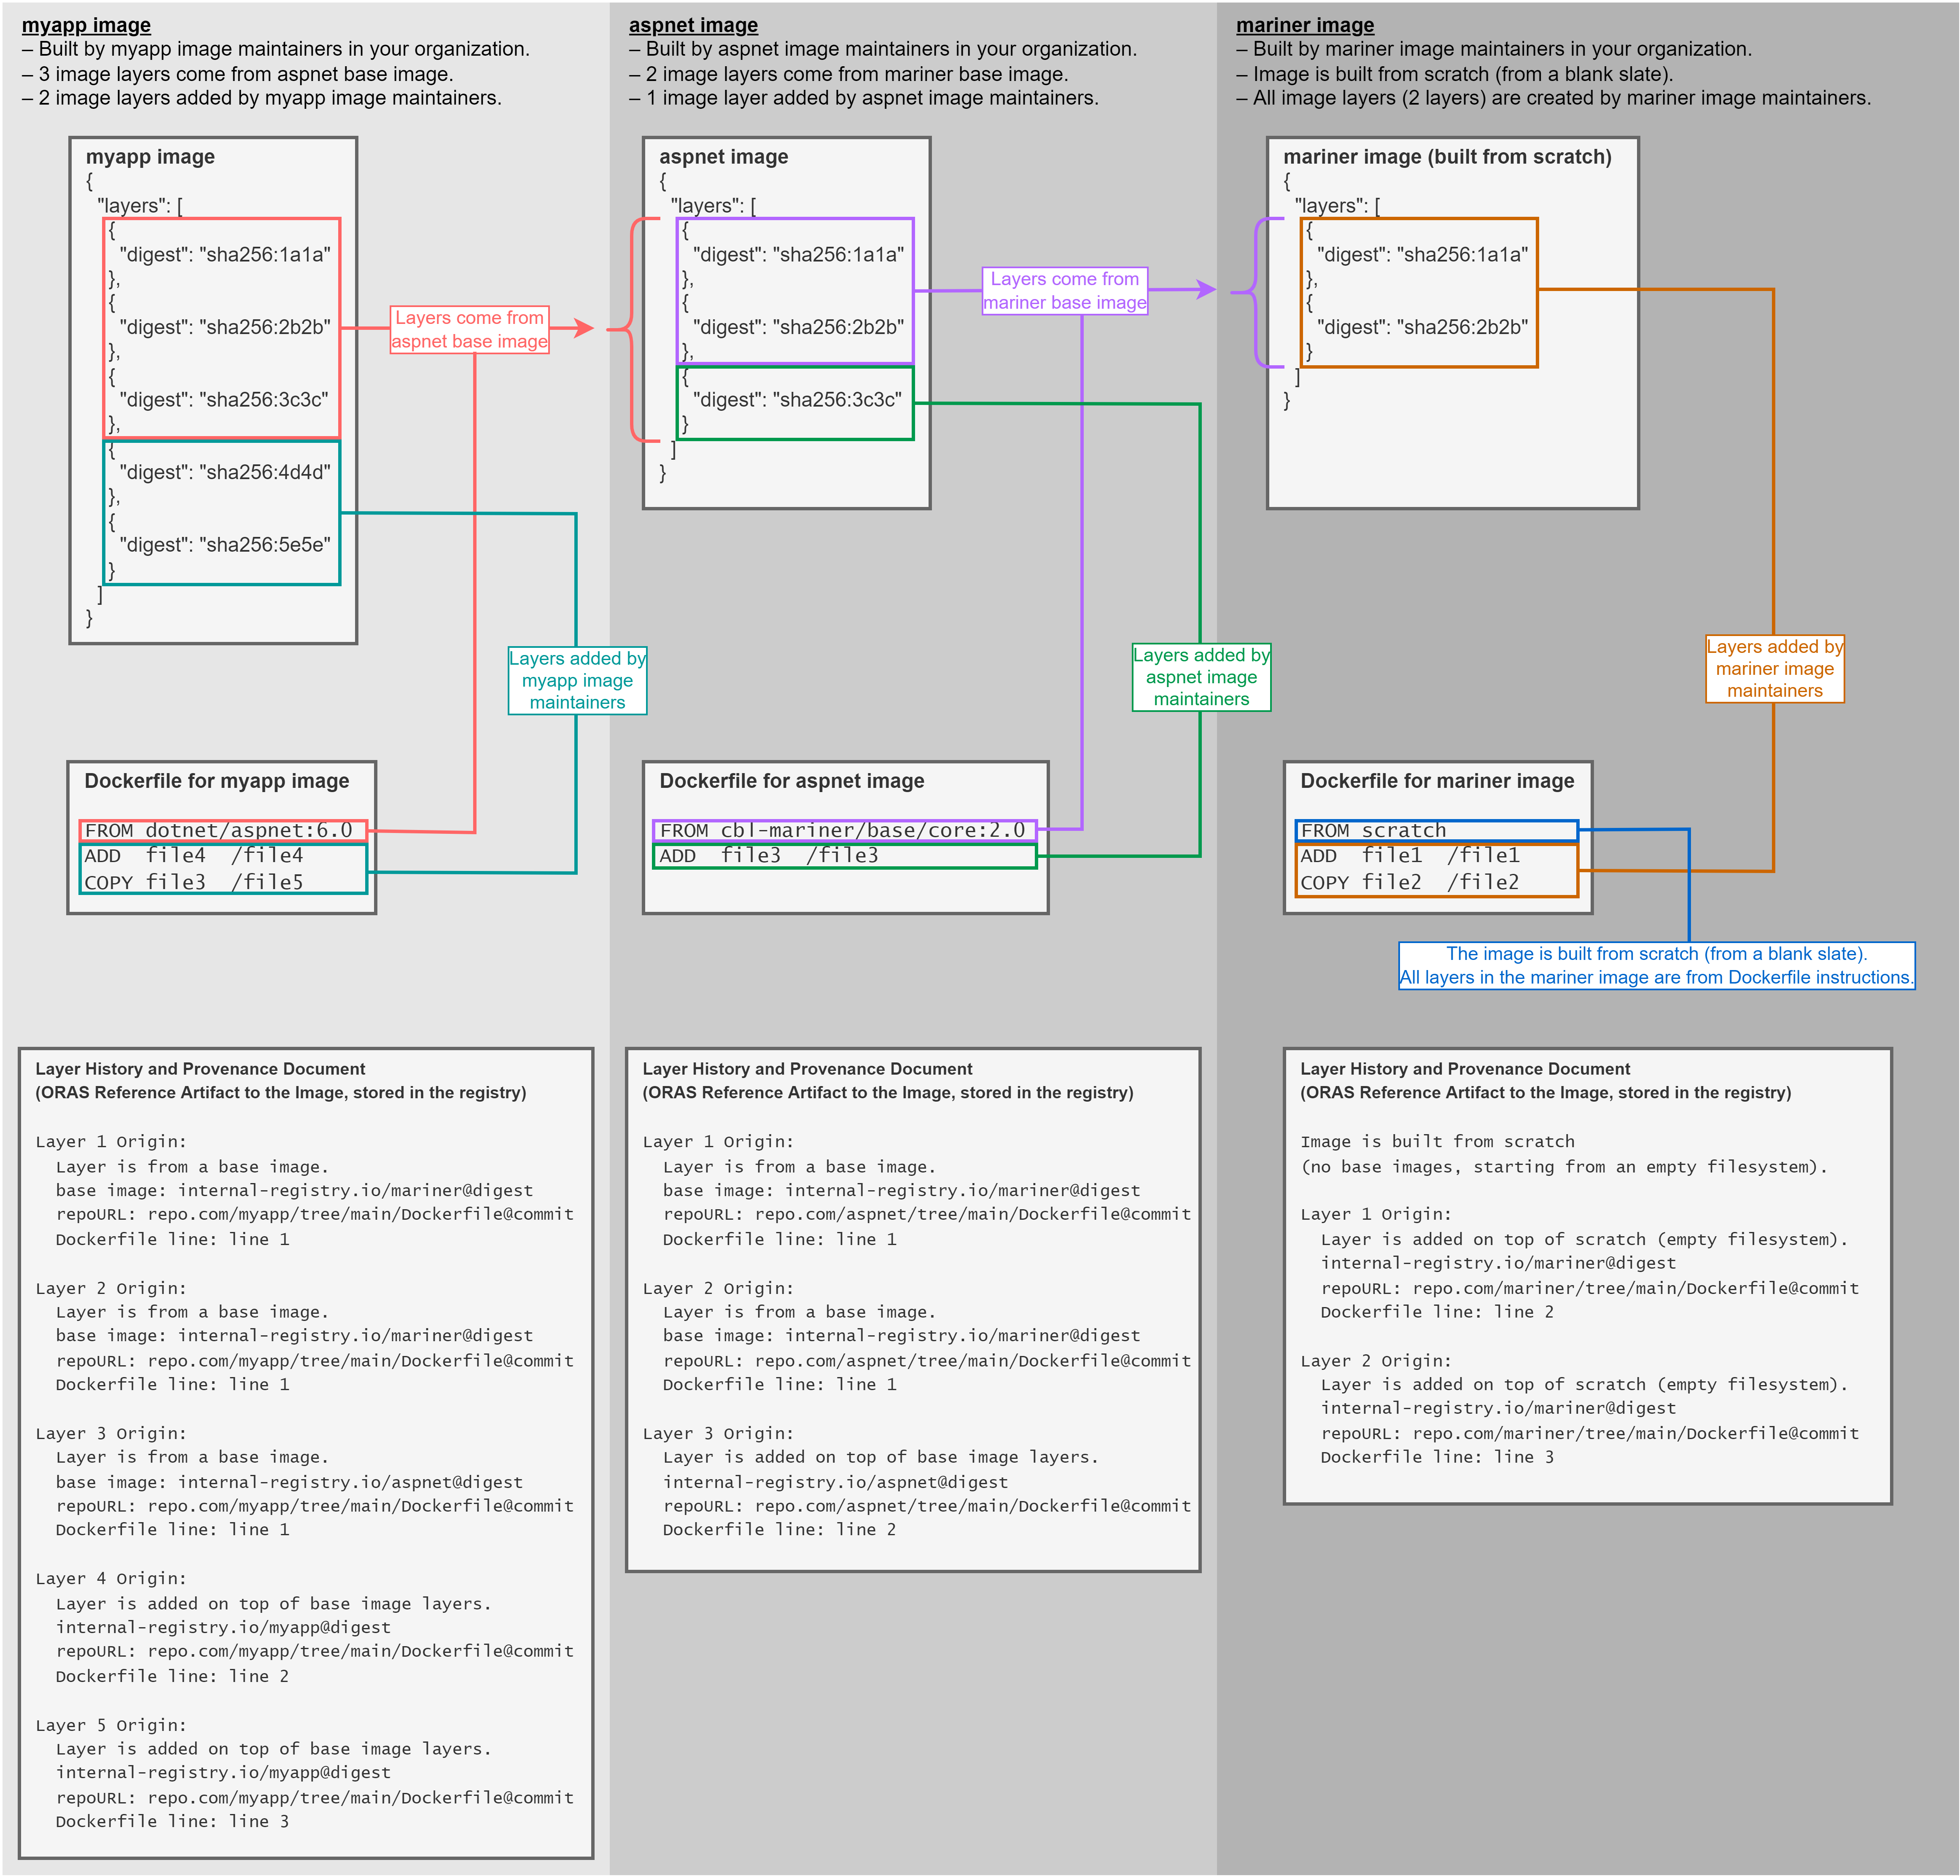 myapp image
– Built by myapp image maintainers in your organization.
– 3 image layers come from aspnet base image.
– 2 image layers added by myapp image maintainers.
myapp image
{
"layers": [
{
"digest": "sha256:1a1a"
},
{
"digest": "sha256:2b2b"
},
{
"digest": "sha256:3c3c"
},
{
"digest": "sha256:4d4d"
},
{
"digest": "sha256:5e5e"
}
]
}
Layers come from
aspnet base image
Layers added by
myapp image
maintainers
Dockerfile for myapp image
FROM dotnet/aspnet:6.0
ADD file4 /file4
COPY file3 /file5
Layer History and Provenance Document
(ORAS Reference Artifact to the Image, stored in the registry)
Layer 1 Origin:
Layer is from a base image.
base image: internal-registry.io/mariner@digest
repoURL: repo.com/myapp/tree/main/Dockerfile@commit
Dockerfile line: line 1
Layer 2 Origin:
Layer is from a base image.
base image: internal-registry.io/mariner@digest
repoURL: repo.com/myapp/tree/main/Dockerfile@commit
Dockerfile line: line 1
Layer 3 Origin:
Layer is from a base image.
base image: internal-registry.io/aspnet@digest
repoURL: repo.com/myapp/tree/main/Dockerfile@commit
Dockerfile line: line 1
Layer 4 Origin:
Layer is added on top of base image layers.
internal-registry.io/myapp@digest
repoURL: repo.com/myapp/tree/main/Dockerfile@commit
Dockerfile line: line 2
Layer 5 Origin:
Layer is added on top of base image layers.
internal-registry.io/myapp@digest
repoURL: repo.com/myapp/tree/main/Dockerfile@commit
Dockerfile line: line 3
aspnet image
– Built by aspnet image maintainers in your organization.
– 2 image layers come from mariner base image.
– 1 image layer added by aspnet image maintainers.
aspnet image
{
"layers": [
{
"digest": "sha256:1a1a"
},
{
"digest": "sha256:2b2b"
},
{
"digest": "sha256:3c3c"
}
]
}
Layers come from
mariner base image
Layers added by
aspnet image
maintainers
Dockerfile for aspnet image
FROM cbl-mariner/base/core:2.0
ADD file3 /file3
Layer History and Provenance Document
(ORAS Reference Artifact to the Image, stored in the registry)
Layer 1 Origin:
Layer is from a base image.
base image: internal-registry.io/mariner@digest
repoURL: repo.com/aspnet/tree/main/Dockerfile@commit
Dockerfile line: line 1
Layer 2 Origin:
Layer is from a base image.
base image: internal-registry.io/mariner@digest
repoURL: repo.com/aspnet/tree/main/Dockerfile@commit
Dockerfile line: line 1
Layer 3 Origin:
Layer is added on top of base image layers.
internal-registry.io/aspnet@digest
repoURL: repo.com/aspnet/tree/main/Dockerfile@commit
Dockerfile line: line 2
mariner image
– Built by mariner image maintainers in your organization.
– Image is built from scratch (from a blank slate).
– All image layers (2 layers) are created by mariner image maintainers.
mariner image (built from scratch)
{
"layers": [
{
"digest": "sha256:1a1a"
},
{
"digest": "sha256:2b2b"
}
]
}
Layers added by
mariner image
maintainers
Dockerfile for mariner image
FROM scratch
ADD file1 /file1
COPY file2 /file2
The image is built from scratch (from a blank slate).
All layers in the mariner image are from Dockerfile instructions.
Layer History and Provenance Document
(ORAS Reference Artifact to the Image, stored in the registry)
Image is built from scratch
(no base images, starting from an empty filesystem).
Layer 1 Origin:
Layer is added on top of scratch (empty filesystem).
internal-registry.io/mariner@digest
repoURL: repo.com/mariner/tree/main/Dockerfile@commit
Dockerfile line: line 2
Layer 2 Origin:
Layer is added on top of scratch (empty filesystem).
internal-registry.io/mariner@digest
repoURL: repo.com/mariner/tree/main/Dockerfile@commit
Dockerfile line: line 3